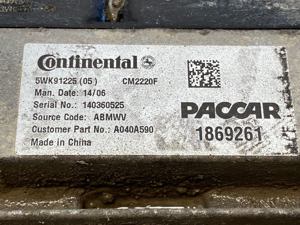 Continental
5WK91225 (05) CM2220F
Man. Date: 14/06
Serial No.: 140360525
Source Code: ABMWV
Customer Part No.: A040A590
Made in China
PACCAR
1869261